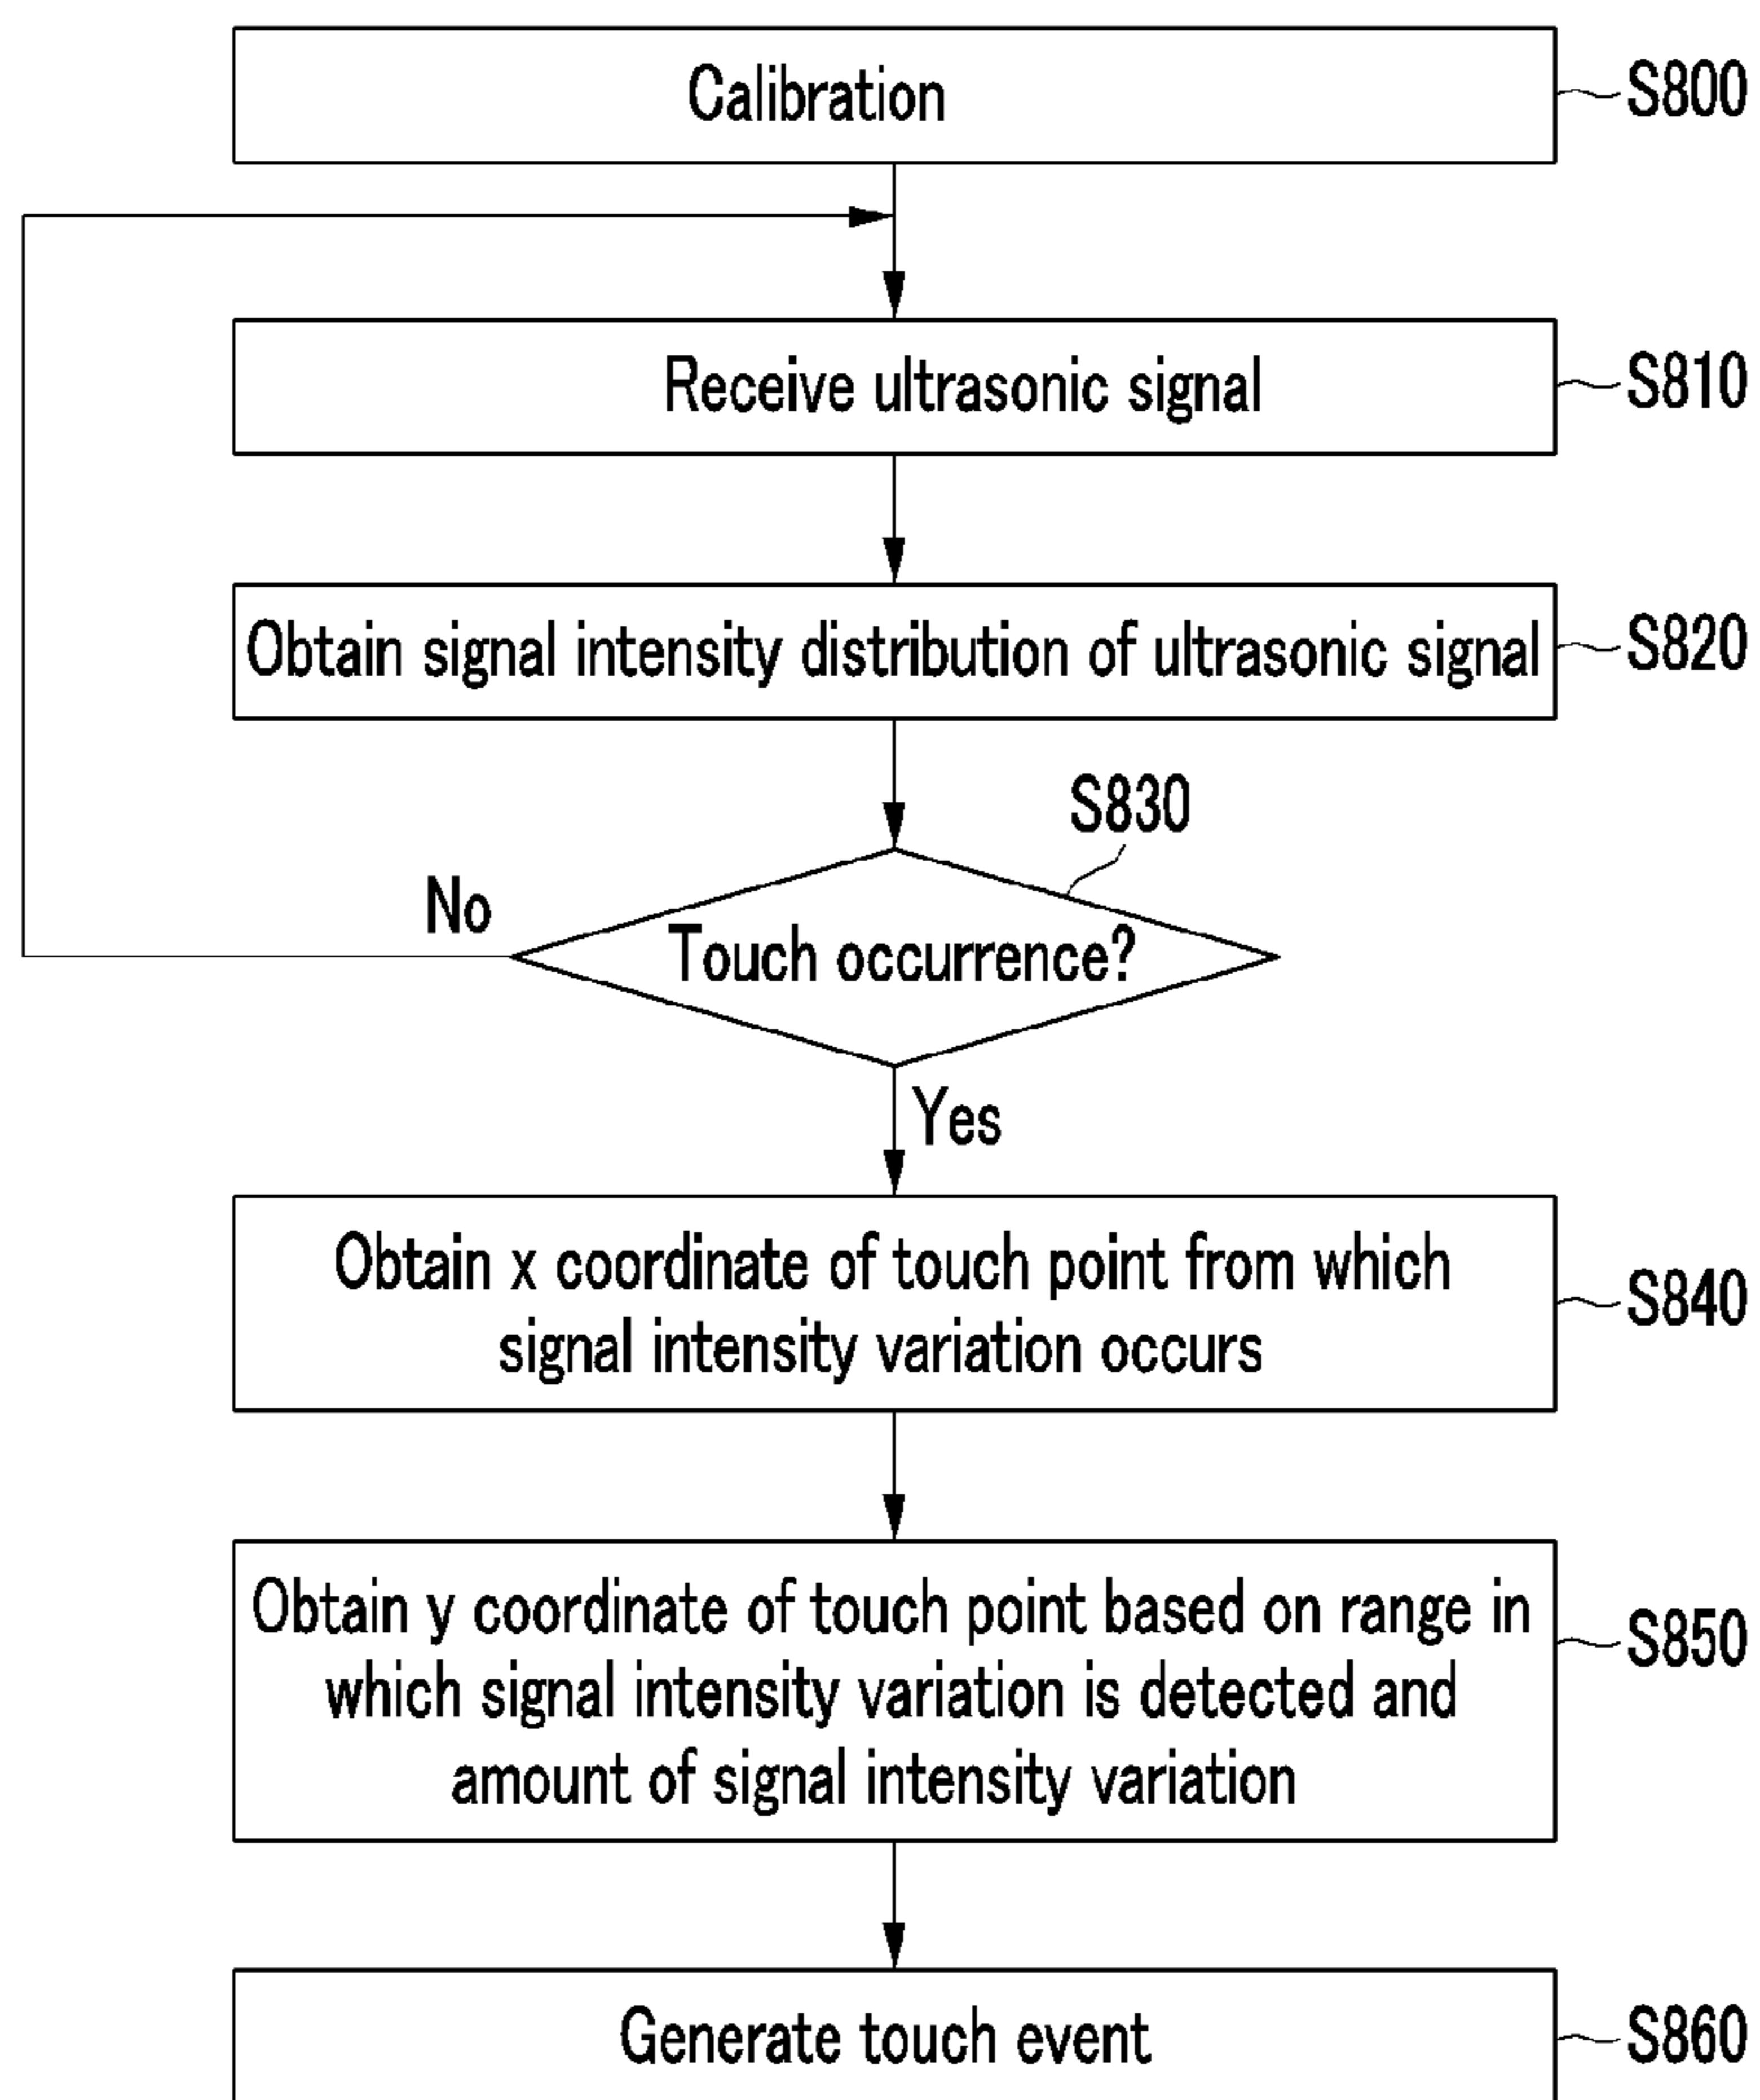 Calibration
S800
Receive ultrasonic signal
S810
Obtain signal intensity distribution of ultrasonic signal
S820
S830
No
Touch occurrence?
Yes
Obtain x coordinate of touch point from which
signal intensity variation occurs
S840
Obtain y coordinate of touch point based on range in
which signal intensity variation is detected and
amount of signal intensity variation
S850
Generate touch event
S860